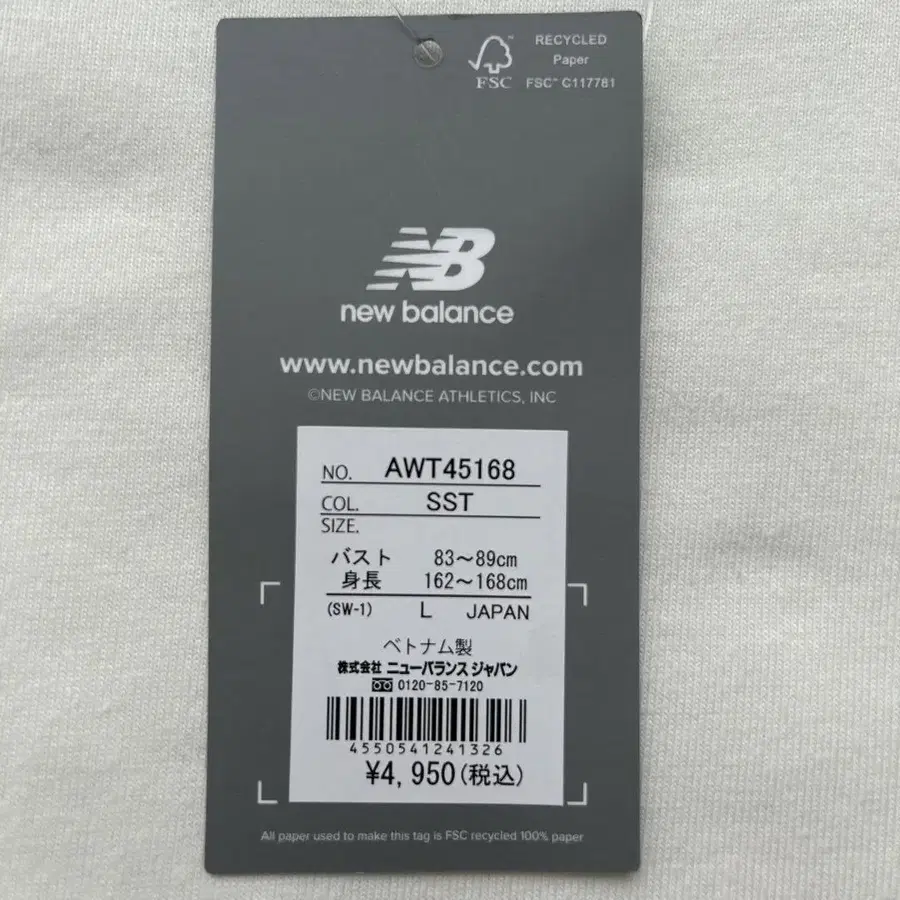 RECYCLED
Paper
FSC™ C117781
FSC
NB
new balance
www.newbalance.com
©NEW BALANCE ATHLETICS, INC
NO. AWT45168
COL. SST
SIZE.
バスト 83～89cm
身長 162～168cm
(SW-1) L JAPAN
ベトナム製
株式会社 ニューバランス ジャパン
0120-85-7120
4550541241326
¥4,950(税込)
All paper used to make this tag is FSC recycled 100% paper